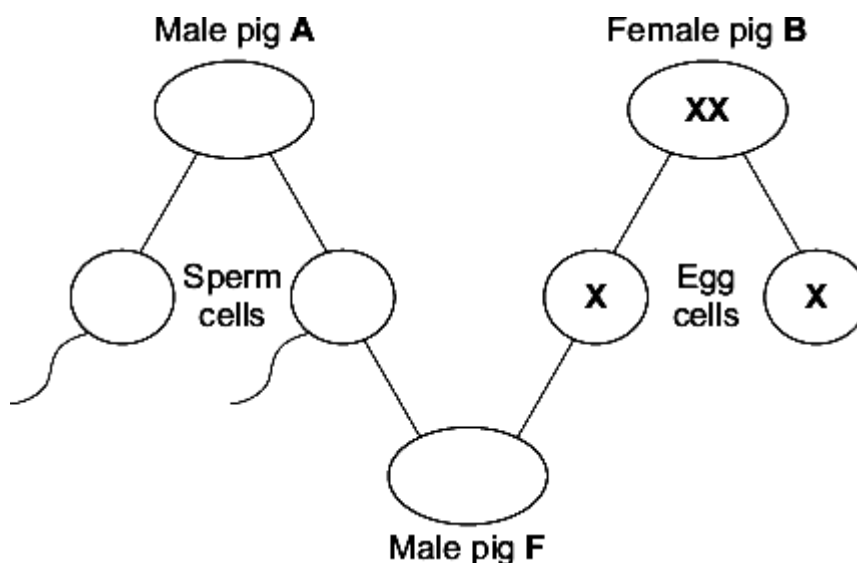 Male pig A
Female pig B
XX
Sperm
cells
X
Egg
cells
X
Male pig F